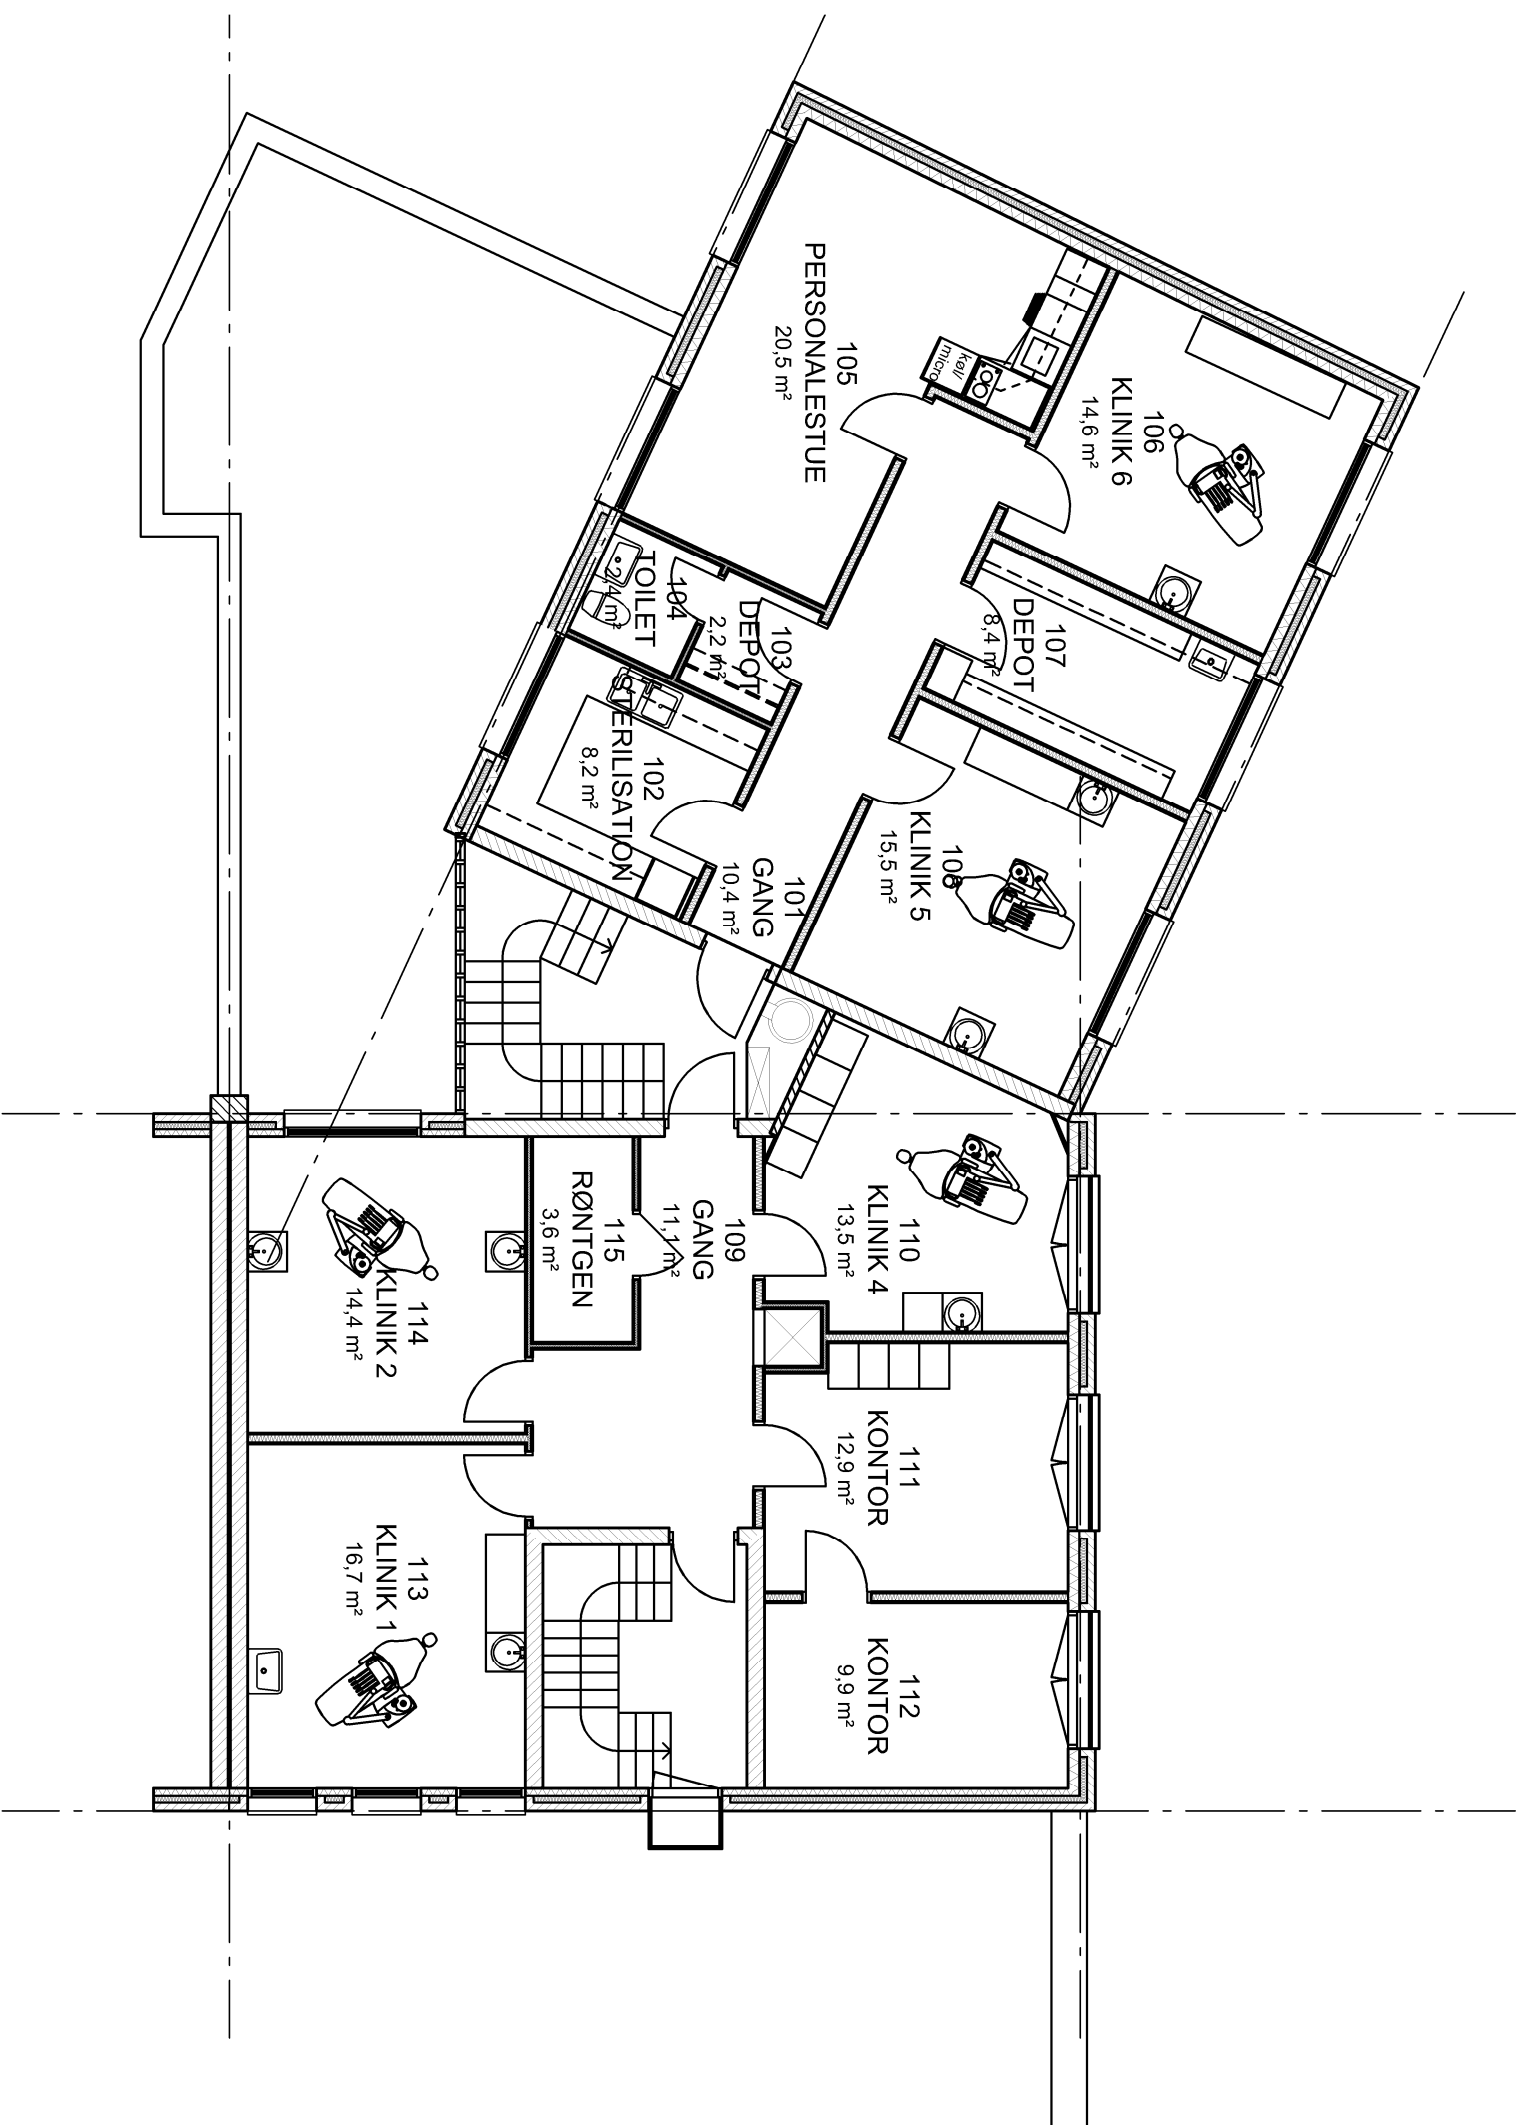 105
PERSONALESTUE
20,5 m²
køl/
micro
106
KLINIK 6
14,6 m²
104
TOILET
2,4 m²
103
DEPOT
2,2 m²
107
DEPOT
8,4 m²
102
STERILISATION
8,2 m²
101
GANG
10,4 m²
KLINIK 5
15,5 m²
109
GANG
11,1 m²
110
KLINIK 4
13,5 m²
115
RØNTGEN
3,6 m²
114
KLINIK 2
14,4 m²
111
KONTOR
12,9 m²
113
KLINIK 1
16,7 m²
112
KONTOR
9,9 m²